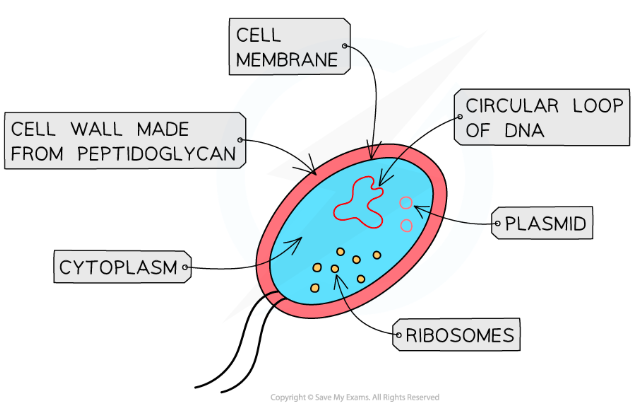 CELL
MEMBRANE
CIRCULAR LOOP
OF DNA
CELL WALL MADE
FROM PEPTIDOGLYCAN
PLASMID
CYTOPLASM
RIBOSOMES
Copyright © Save My Exams. All Rights Reserved